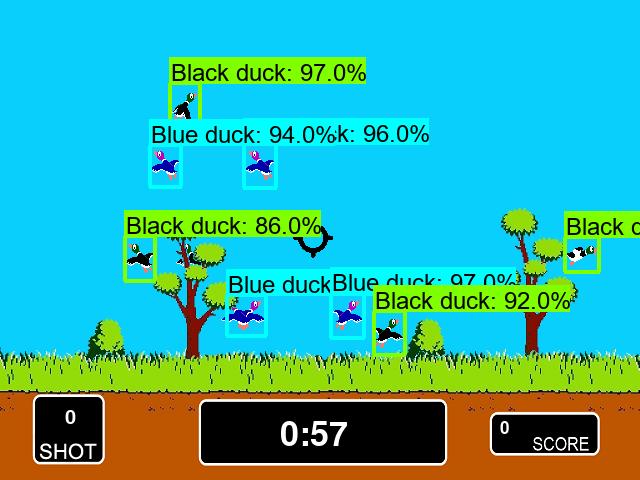 Black duck: 97.0%
Blue duck: 94.0%
k: 96.0%
Black duck: 86.0%
Black d
Blue duck
Blue duck: 97.0%
Black duck: 92.0%
0
SHOT
0:57
0
SCORE